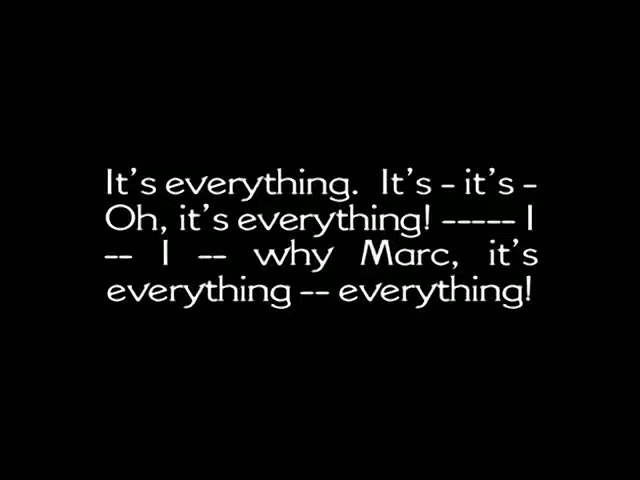 It's everything.  It's - it's -
Oh, it's everything! ----- I
-- I -- why Marc, it's
everything -- everything!